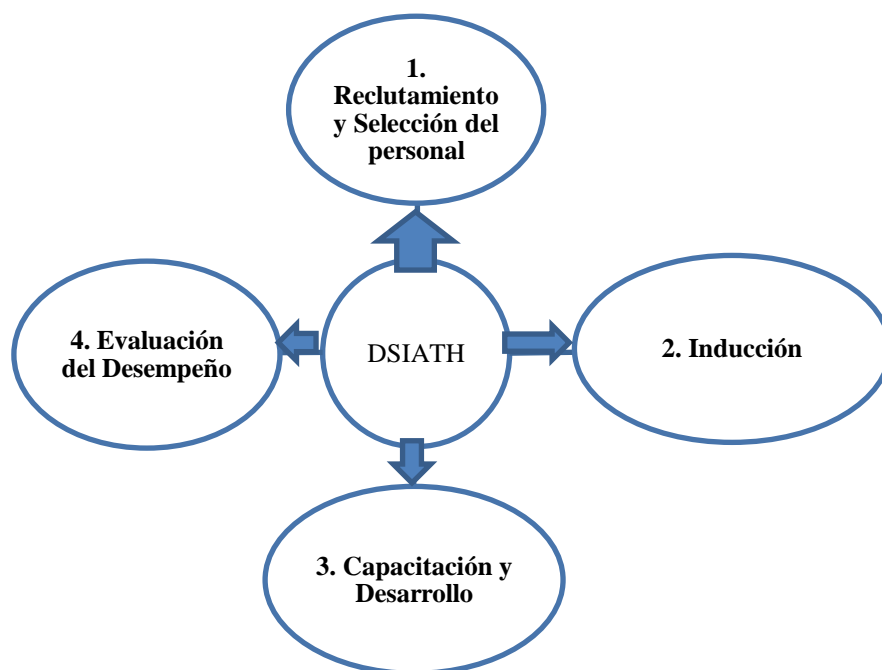 1.
Reclutamiento
y Selección del
personal
4. Evaluación
del Desempeño
DSIATH
2. Inducción
3. Capacitación y
Desarrollo